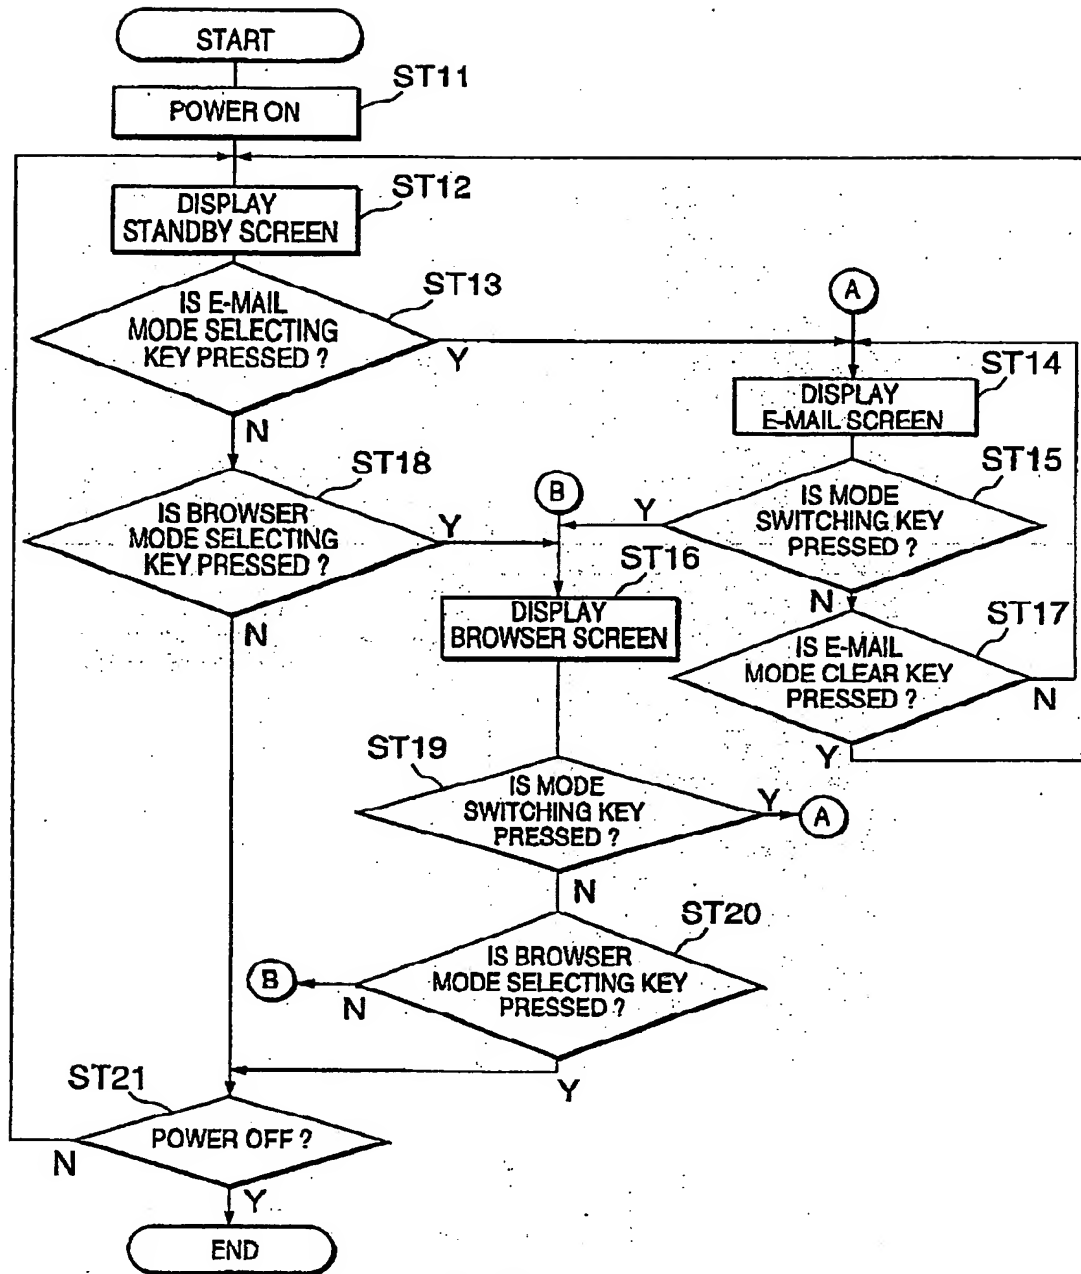 START
ST11
POWER ON
ST12
DISPLAY
STANDBY SCREEN
ST13
IS E-MAIL
MODE SELECTING
KEY PRESSED ?
Y
N
A
ST14
DISPLAY
E-MAIL SCREEN
ST18
IS BROWSER
MODE SELECTING
KEY PRESSED ?
Y
N
B
ST15
IS MODE
SWITCHING KEY
PRESSED ?
Y
N
ST16
DISPLAY
BROWSER SCREEN
ST17
IS E-MAIL
MODE CLEAR KEY
PRESSED ?
N
Y
ST19
IS MODE
SWITCHING KEY
PRESSED ?
Y
A
N
ST20
IS BROWSER
MODE SELECTING KEY
PRESSED ?
N
B
Y
ST21
POWER OFF ?
N
Y
END